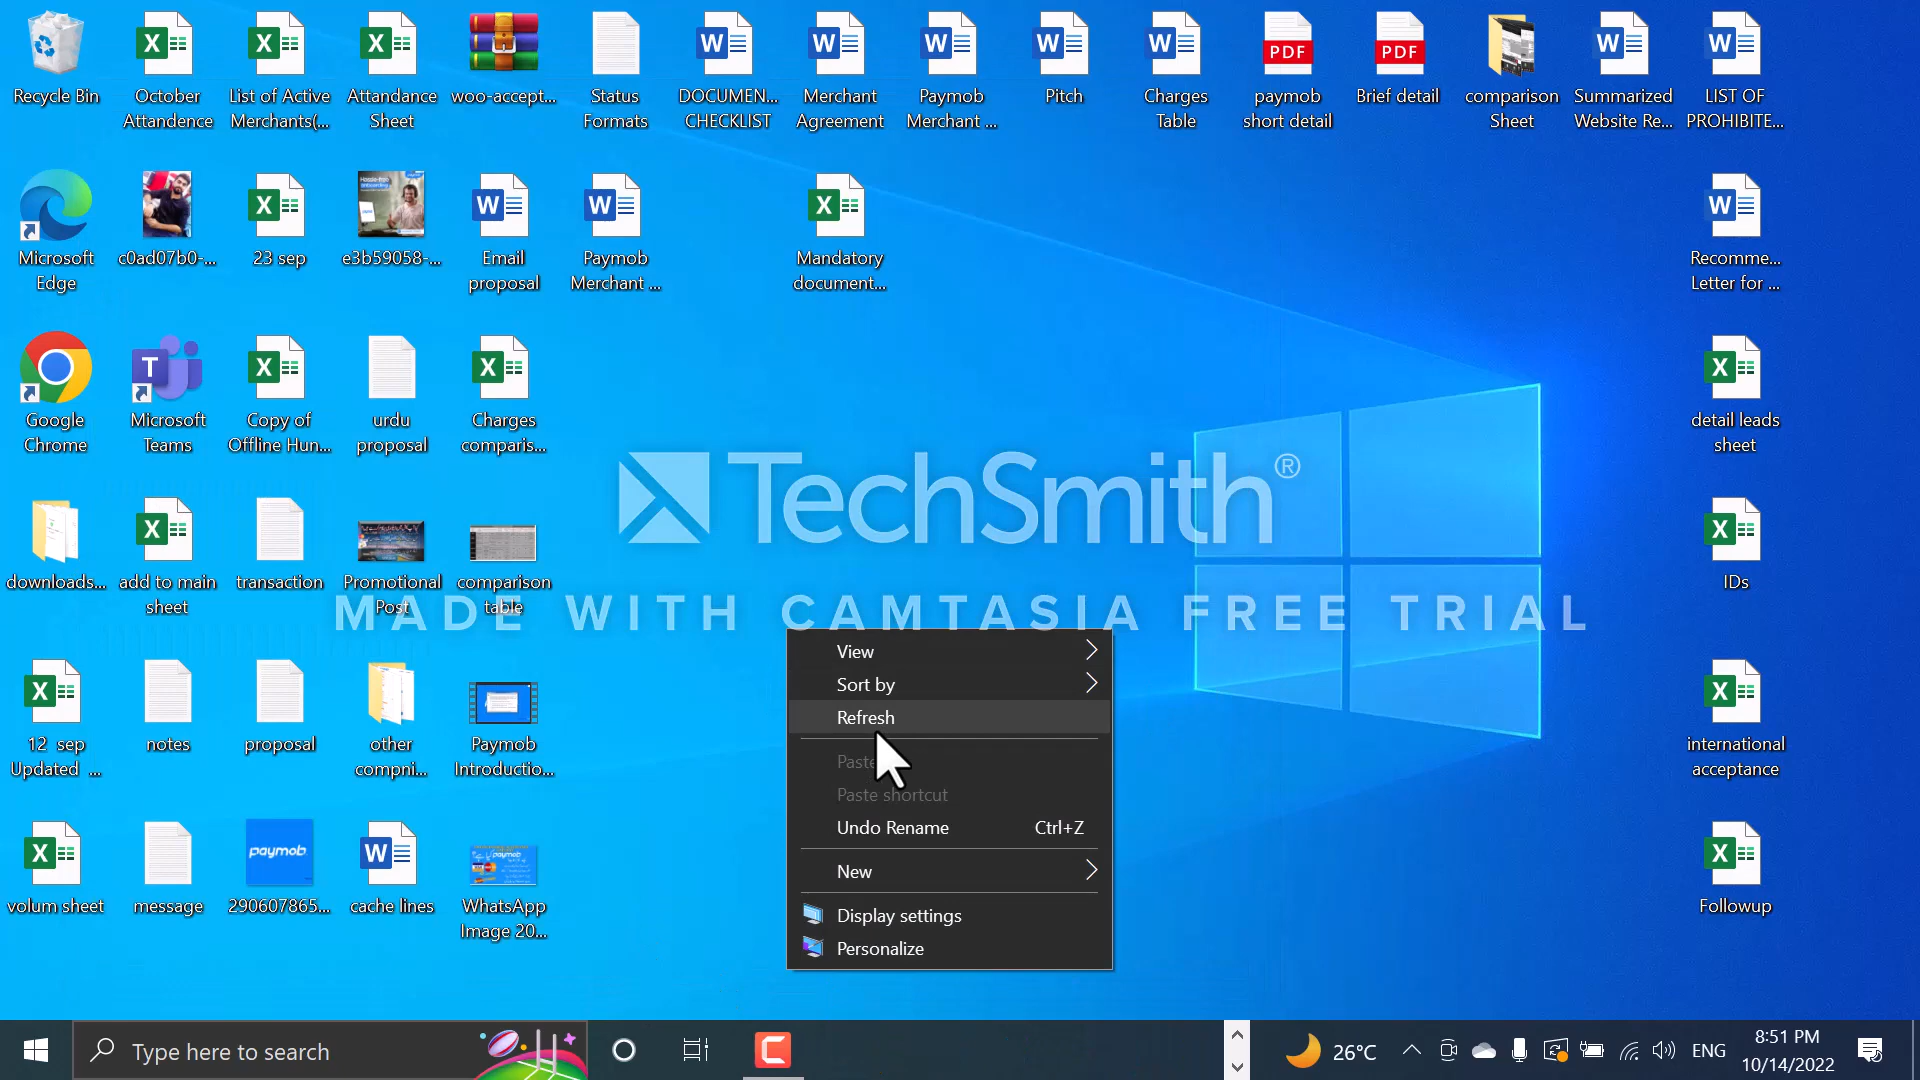 Recycle Bin
October
Attendence
List of Active
Merchants(...
Attandance
Sheet
woo-accept...
Status
Formats
DOCUMEN...
CHECKLIST
Merchant
Agreement
Paymob
Merchant ...
Pitch
Charges
Table
paymob
short detail
Brief detail
comparison
Sheet
Summarized
Website Re...
LIST OF
PROHIBITE...
PDF
PDF
Microsoft
Edge
c0ad07b0-...
23 sep
e3b59058-...
Email
proposal
Paymob
Merchant ...
Mandatory
document...
Recomme...
Letter for ...
Google
Chrome
Microsoft
Teams
Copy of
Offline Hun...
urdu
proposal
Charges
comparis...
detail leads
sheet
TechSmith®
MADE WITH CAMTASIA FREE TRIAL
downloads...
add to main
sheet
transaction
Promotional
Post
comparison
table
IDs
12 sep
Updated ...
notes
proposal
other
compni...
Paymob
Introductio...
international
acceptance
volum sheet
message
paymob
290607865...
cache lines
WhatsApp
Image 20...
Followup
View
Sort by
Refresh
Paste
Paste shortcut
Undo Rename Ctrl+Z
New
Display settings
Personalize
Type here to search
26°C
ENG
8:51 PM
10/14/2022